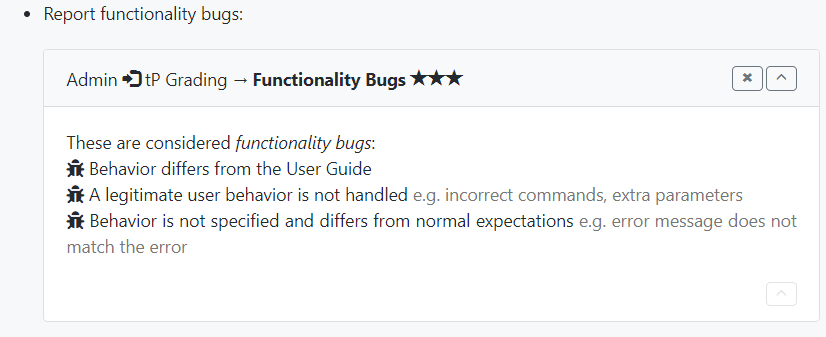 Report functionality bugs:
Admin tP Grading → Functionality Bugs ★★★
These are considered functionality bugs:
Behavior differs from the User Guide
A legitimate user behavior is not handled e.g. incorrect commands, extra parameters
Behavior is not specified and differs from normal expectations e.g. error message does not
match the error